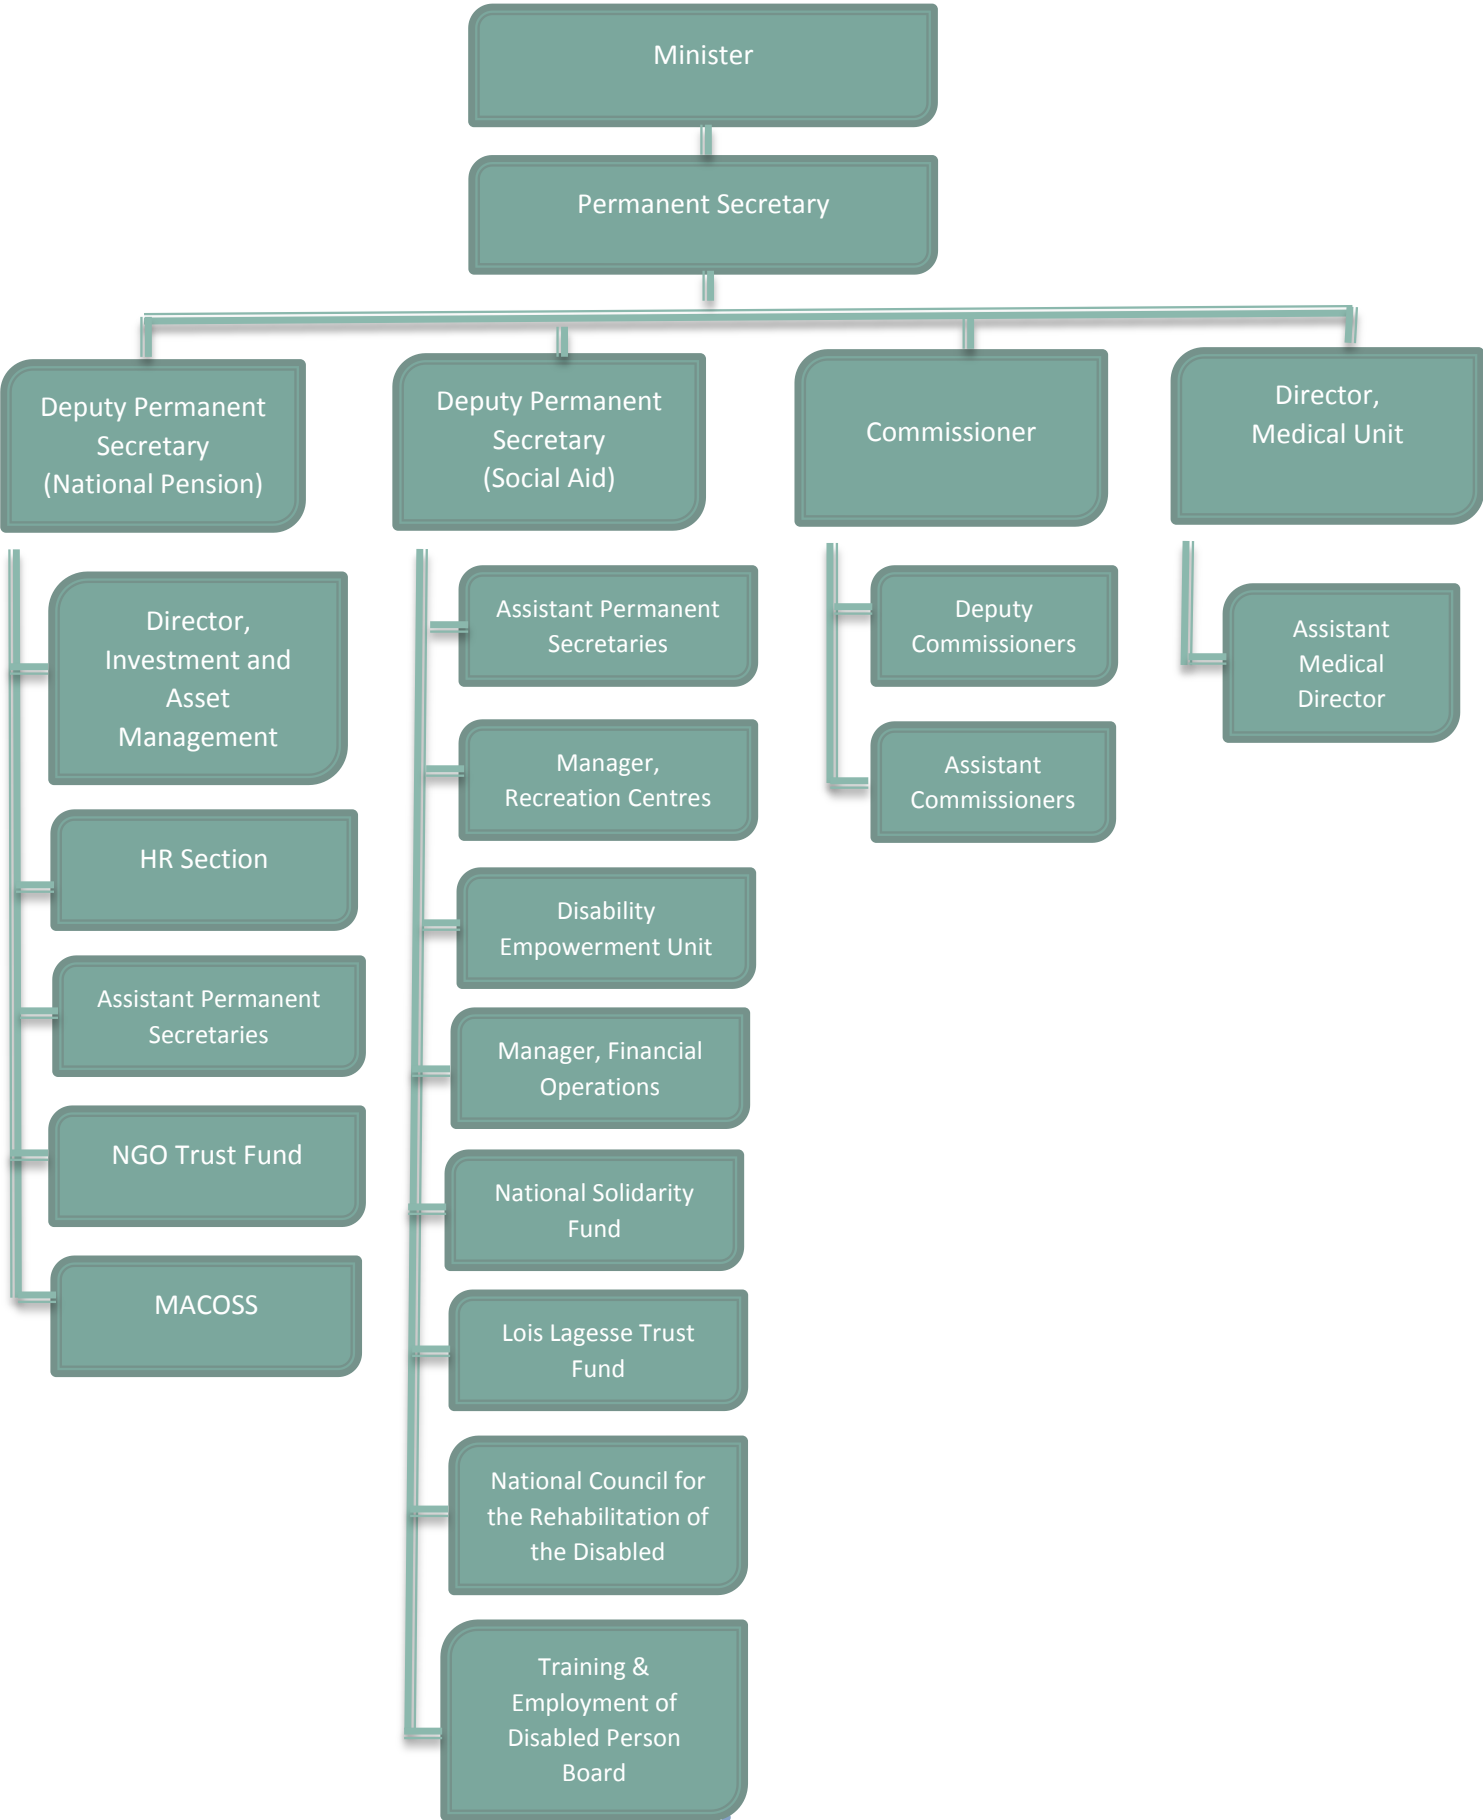 Minister
Permanent Secretary
Deputy Permanent
Secretary
(National Pension)
Deputy Permanent
Secretary
(Social Aid)
Commissioner
Director,
Medical Unit
Director,
Investment and
Asset
Management
HR Section
Assistant Permanent
Secretaries
NGO Trust Fund
MACOSS
Assistant Permanent
Secretaries
Manager,
Recreation Centres
Disability
Empowerment Unit
Manager, Financial
Operations
National Solidarity
Fund
Lois Lagesse Trust
Fund
National Council for
the Rehabilitation of
the Disabled
Training &
Employment of
Disabled Person
Board
Deputy
Commissioners
Assistant
Commissioners
Assistant
Medical
Director